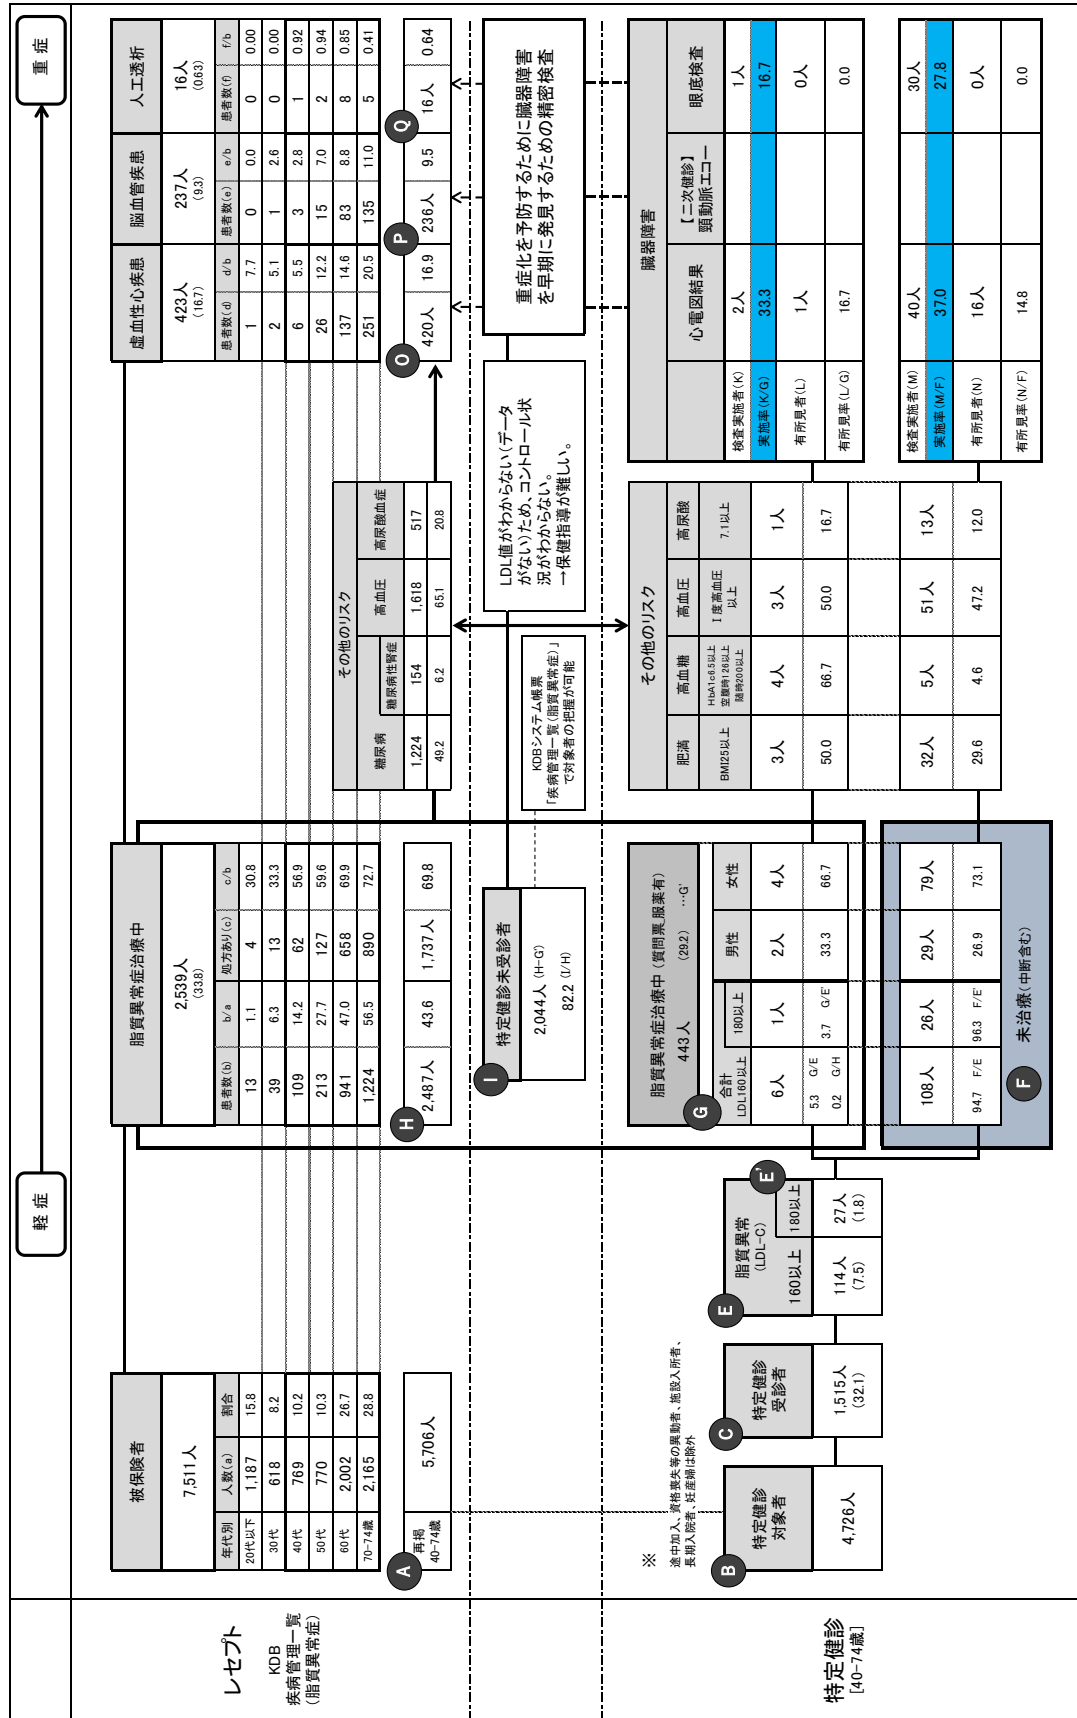 軽症
重症
レセプト
KDB
疾病管理一覧
(脂質異常症)
被保険者
7,511人
年代別 人数(a) 割合
20代以下 1,187 15.8
30代 618 8.2
40代 769 10.2
50代 770 10.3
60代 2,002 26.7
70-74歳 2,165 28.8
A
再掲
40-74歳
5,706人
脂質異常症治療中
2,539人
(33.8)
患者数(b) b/a 処方あり(c) c/b
13 1.1 4 30.8
39 6.3 13 33.3
109 14.2 62 56.9
213 27.7 127 59.6
941 47.0 658 69.9
1,224 56.5 890 72.7
H
2,487人 43.6 1,737人 69.8
その他のリスク
糖尿病 糖尿病性腎症 高血圧 高尿酸血症
1,224 154 1,618 517
49.2 6.2 65.1 20.8
虚血性心疾患 脳血管疾患 人工透析
423人 237人 16人
(16.7) (9.3) (0.63)
患者数(d) d/b 患者数(e) e/b 患者数(f) f/b
1 7.7 0 0.0 0 0.00
2 5.1 1 2.6 0 0.00
6 5.5 3 2.8 1 0.92
26 12.2 15 7.0 2 0.94
137 14.6 83 8.8 8 0.85
251 20.5 135 11.0 5 0.41
O P Q
420人 16.9 236人 9.5 16人 0.64
I
特定健診未受診者
2,044人 (H-G')
82.2 (I/H)
KDBシステム帳票
「疾病管理一覧(脂質異常症)」
で対象者の把握が可能
LDL値がわからない(データ
がない)ため、コントロール状
況がわからない。
→保健指導が難しい。
重症化を予防するために臓器障害
を早期に発見するための精密検査
特定健診
[40-74歳]
※
途中加入、資格喪失等の異動者、施設入所者、
長期入院者、妊産婦は除外
B
特定健診
対象者
4,726人
C
特定健診
受診者
1,515人
(32.1)
E
脂質異常
(LDL-C)
E'
160以上 180以上
114人 27人
(7.5) (1.8)
脂質異常症治療中(質問票_服薬有)
443人 (29.2) …G'
G
合計
LDL160以上 180以上 男性 女性
6人 1人 2人 4人
5.3 G/E 3.7 G/E' 33.3 66.7
0.2 G/H
108人 26人 29人 79人
94.7 F/E 96.3 F/E' 26.9 73.1
F
未治療(中断含む)
その他のリスク
肥満 高血糖 高血圧 高尿酸
BMI25以上 HbA1c6.5以上 Ⅰ度高血圧 7.1以上
空腹時126以上 以上
随時200以上
3人 4人 3人 1人
50.0 66.7 50.0 16.7
32人 5人 51人 13人
29.6 4.6 47.2 12.0
臓器障害
心電図結果 【二次健診】 眼底検査
頸動脈エコー
検査実施者(K) 2人 1人
実施率(K/G) 33.3 16.7
有所見者(L) 1人 0人
有所見率(L/G) 16.7 0.0
検査実施者(M) 40人 30人
実施率(M/F) 37.0 27.8
有所見者(N) 16人 0人
有所見率(N/F) 14.8 0.0